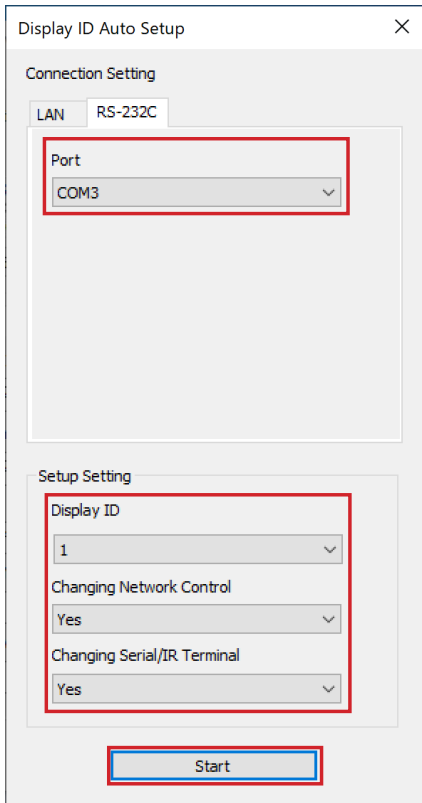 Display ID Auto Setup
Connection Setting
LAN
RS-232C
Port
COM3
Setup Setting
Display ID
1
Changing Network Control
Yes
Changing Serial/IR Terminal
Yes
Start